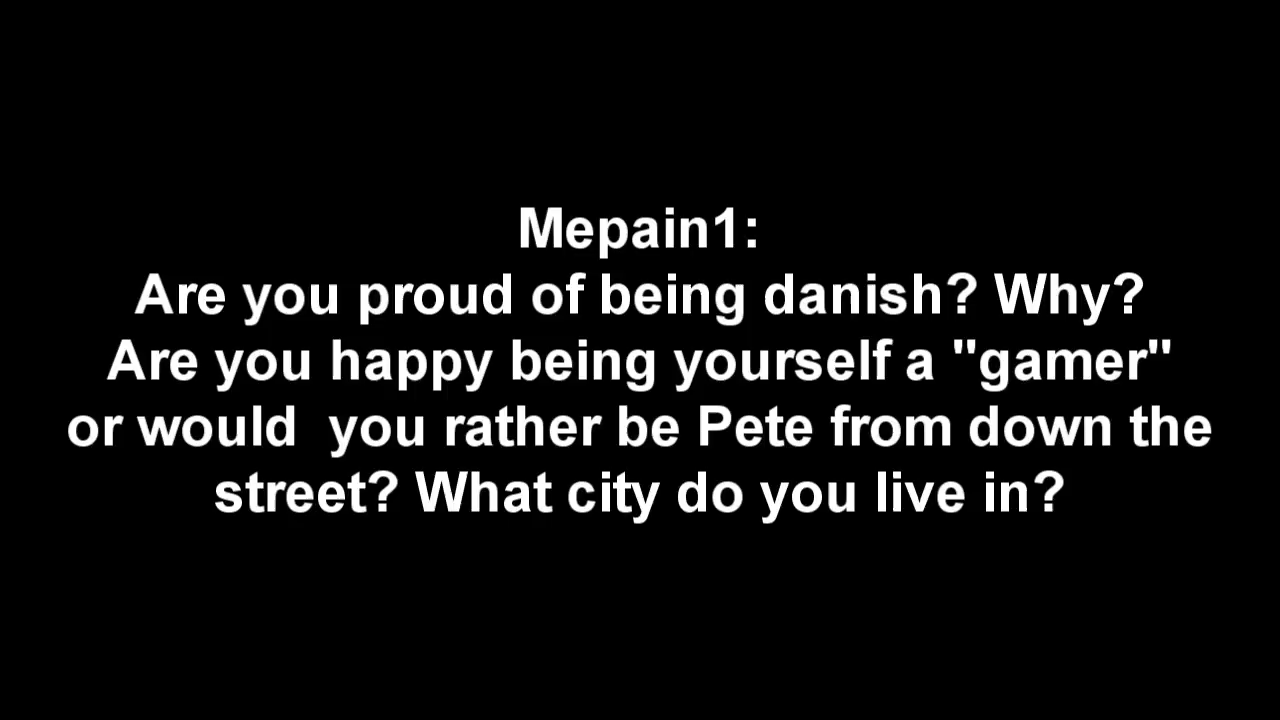 Mepain1:
Are you proud of being danish? Why?
Are you happy being yourself a "gamer"
or would  you rather be Pete from down the
street? What city do you live in?